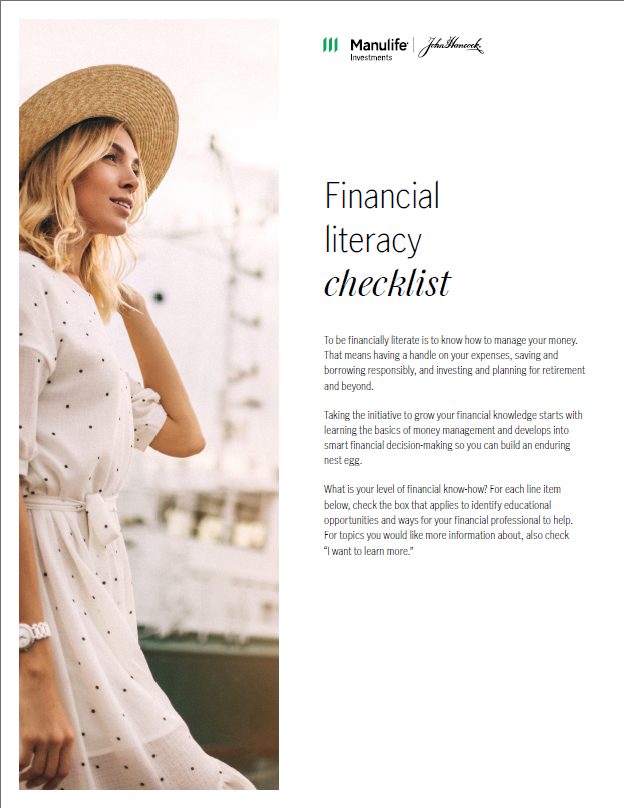 Manulife John Hancock
Investments
Financial
literacy
checklist
To be financially literate is to know how to manage your money.
That means having a handle on your expenses, saving and
borrowing responsibly, and investing and planning for retirement
and beyond.
Taking the initiative to grow your financial knowledge starts with
learning the basics of money management and develops into
smart financial decision-making so you can build an enduring
nest egg.
What is your level of financial know-how? For each line item
below, check the box that applies to identify educational
opportunities and ways for your financial professional to help.
For topics you would like more information about, also check
“I want to learn more.”